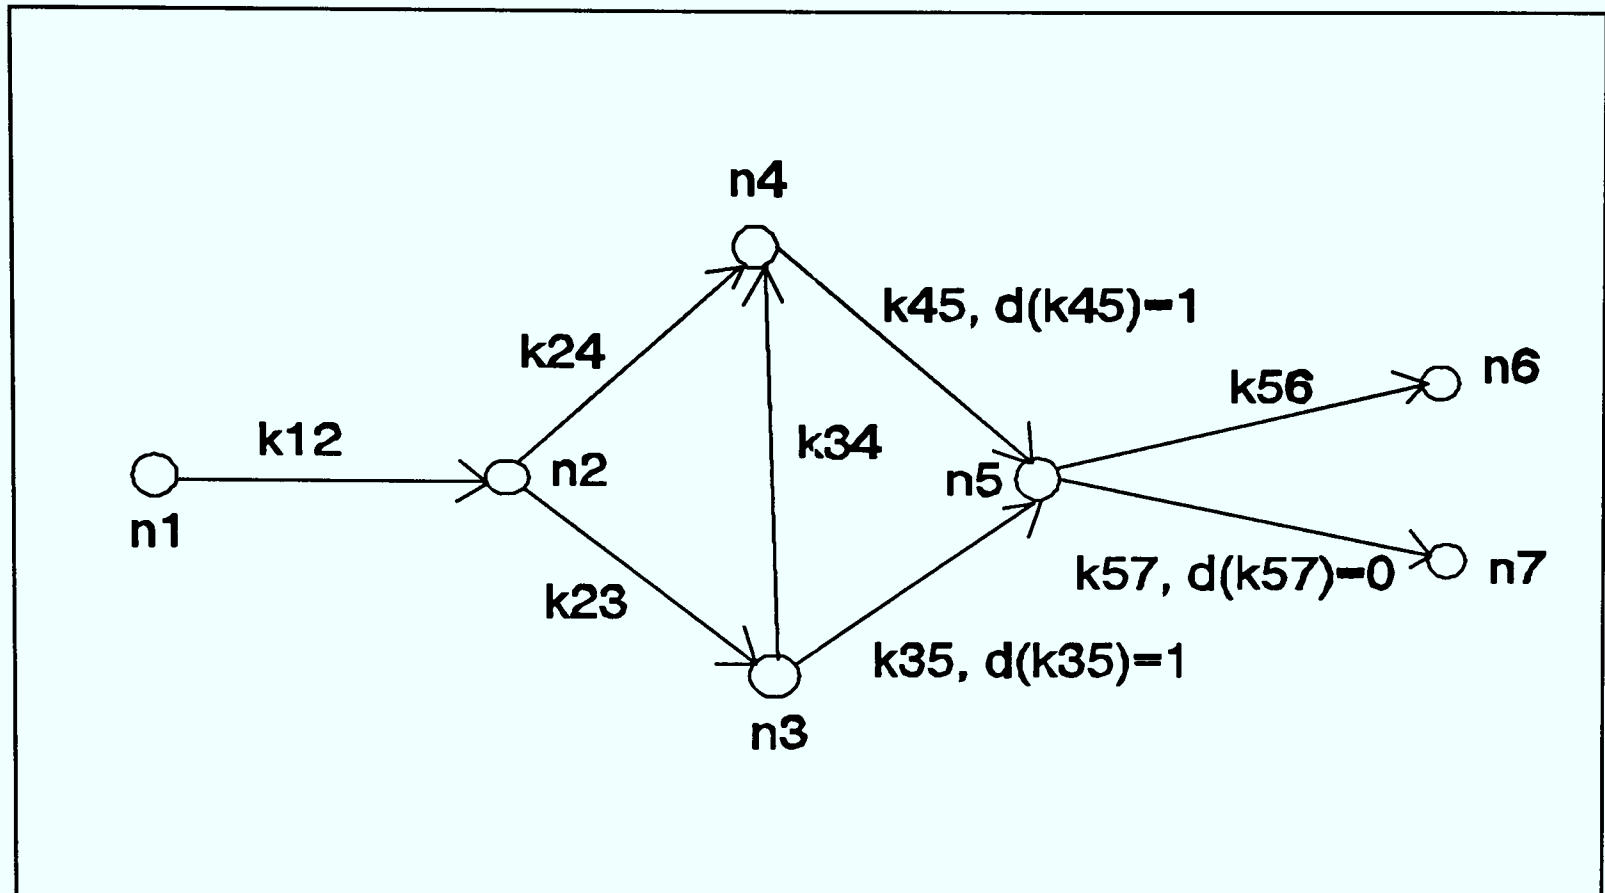 n4
k45, d(k45)=1
k24
n6
k56
k12
k34
n2
n5
n1
k57, d(k57)=0
n7
k23
k35, d(k35)=1
n3